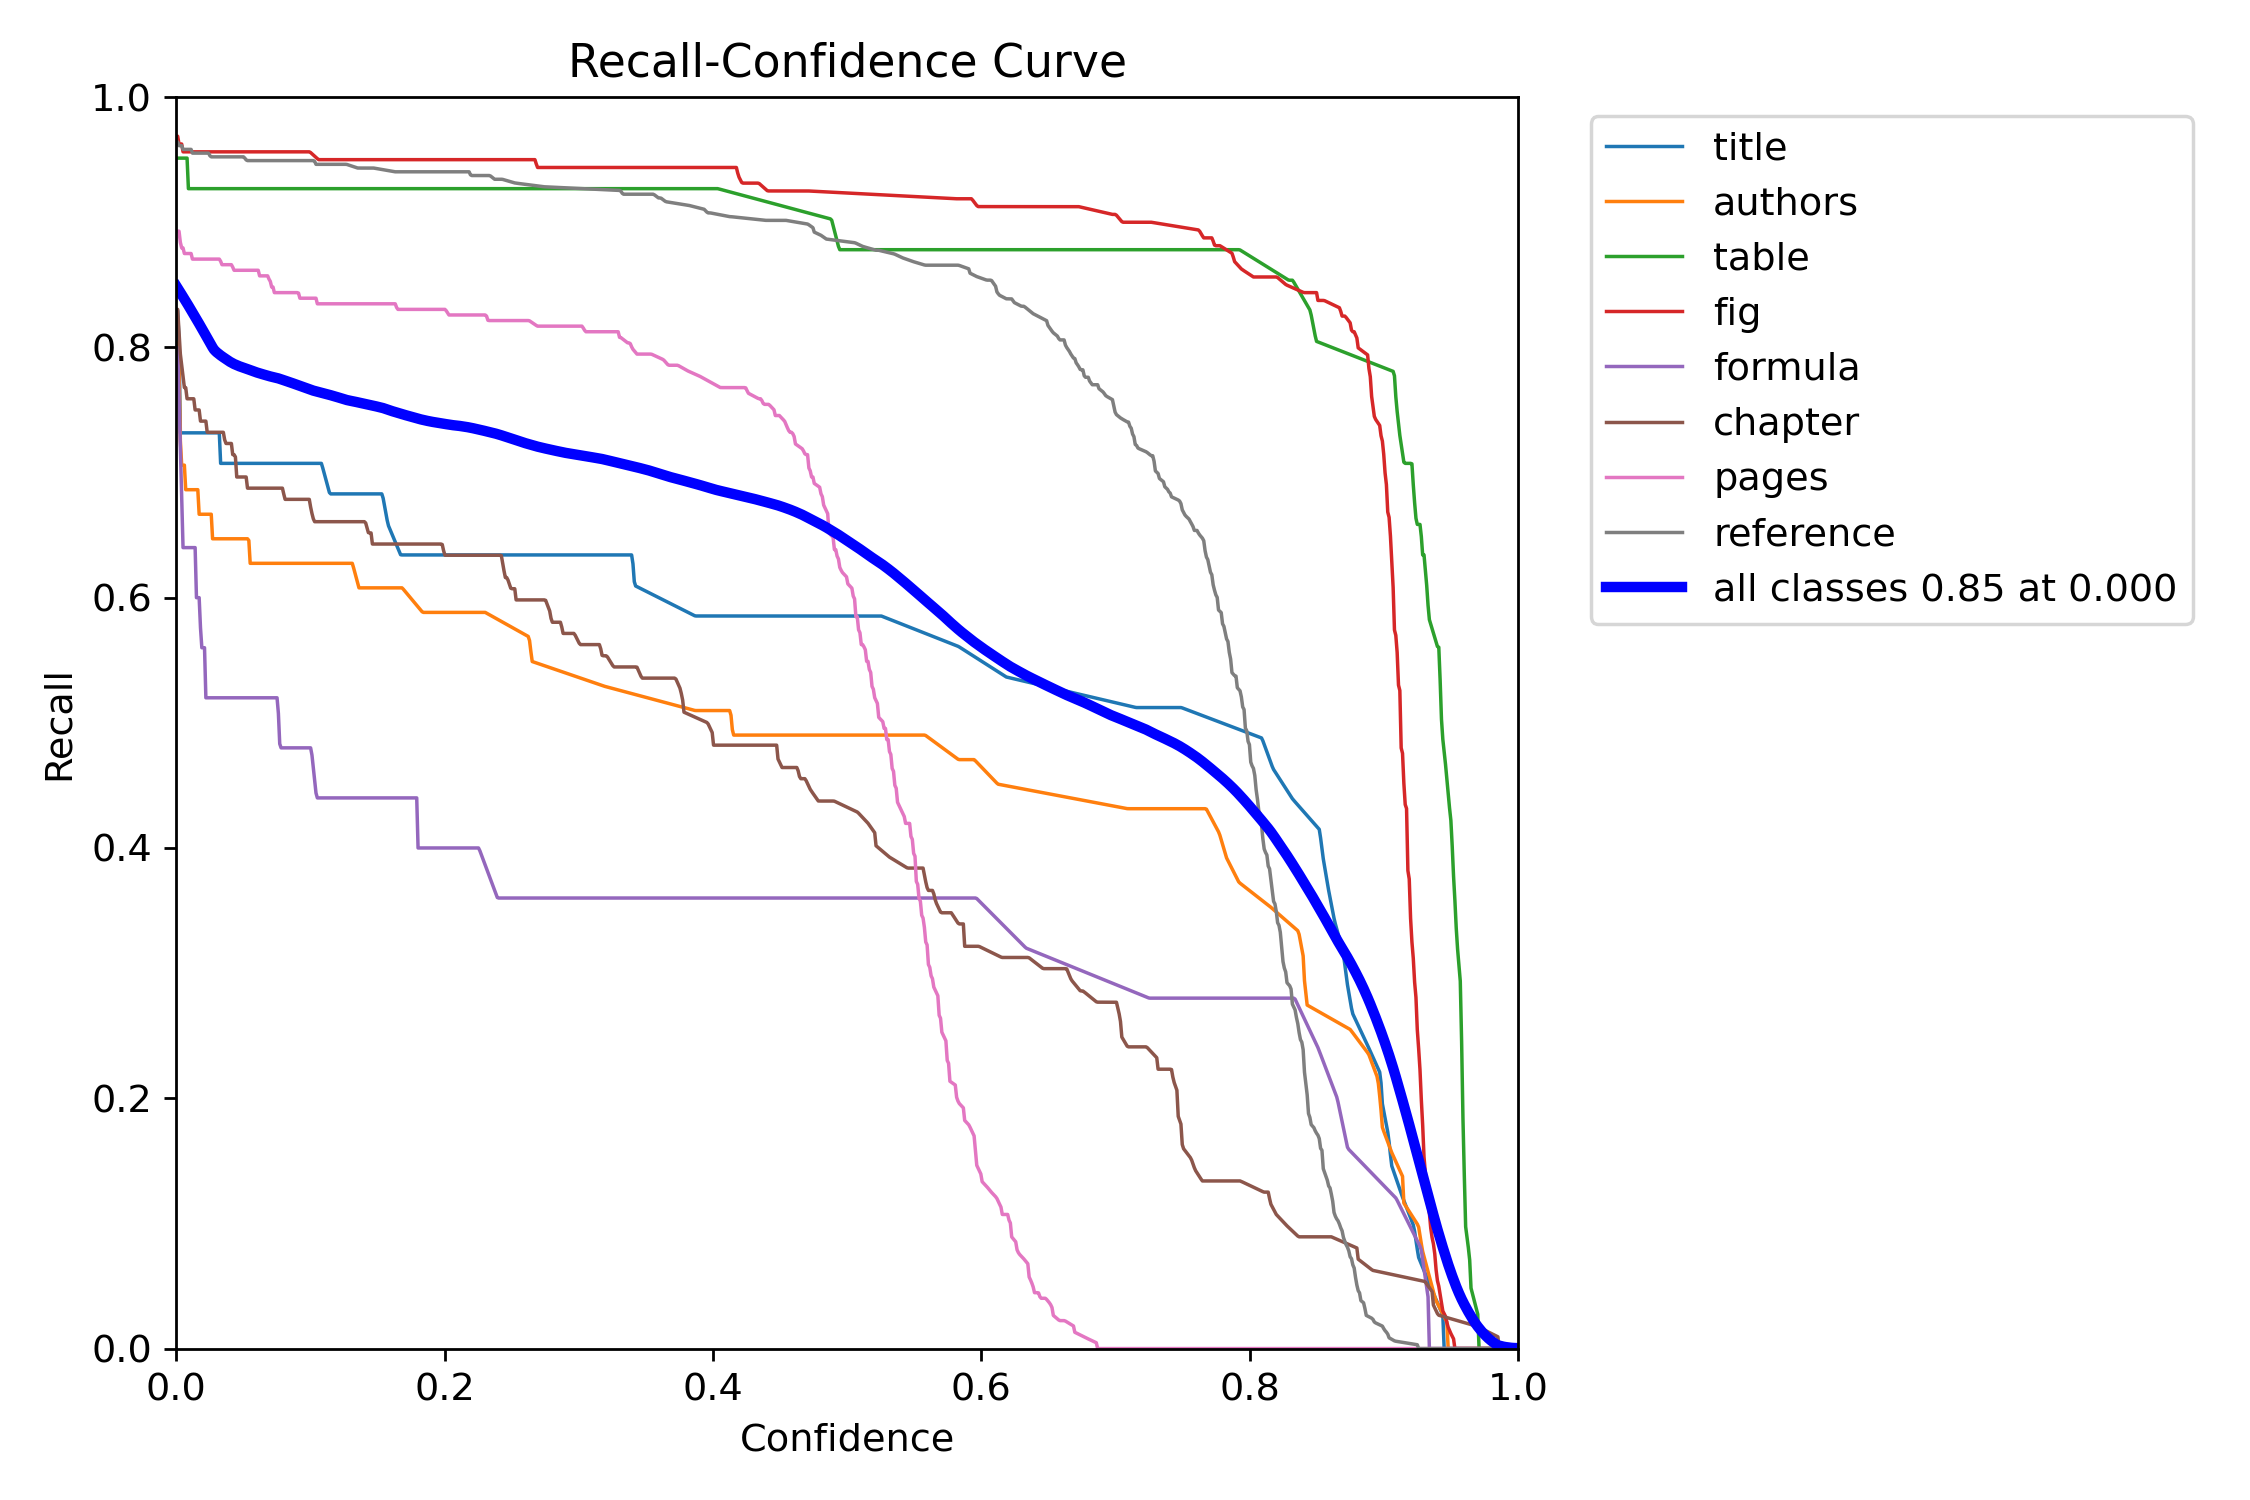 Recall-Confidence Curve
1.0
0.8
0.6
0.4
0.2
0.0
Recall
0.0 0.2 0.4 0.6 0.8 1.0
Confidence
title
authors
table
fig
formula
chapter
pages
reference
all classes 0.85 at 0.000